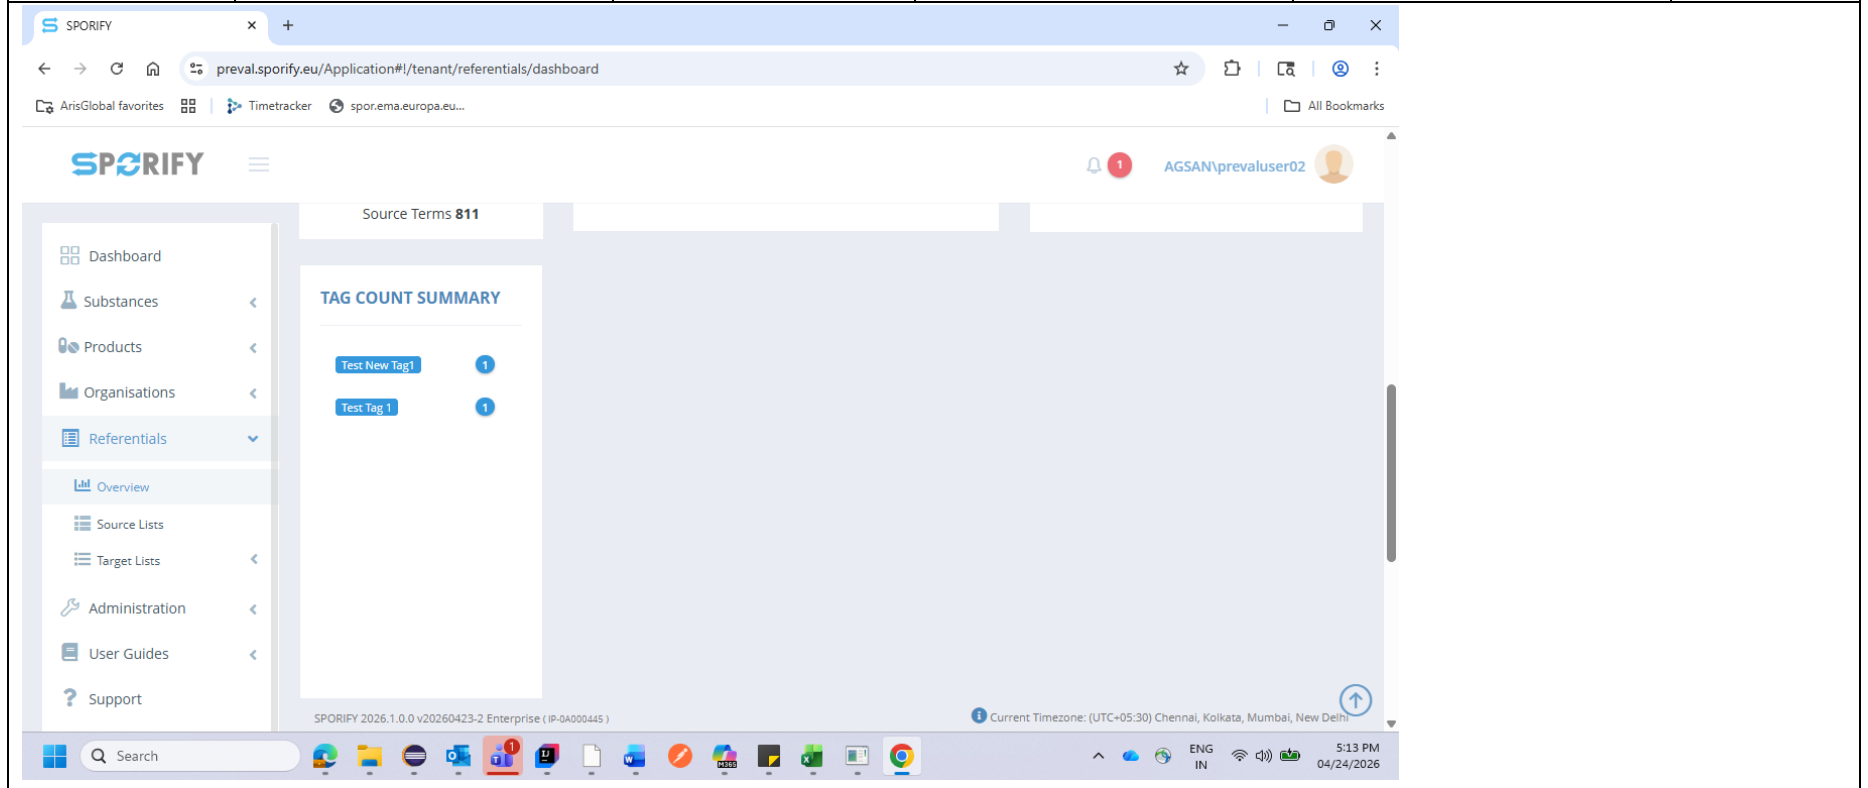 SPORIFY
preval.sporify.eu/Application#!/tenant/referentials/dashboard
ArisGlobal favorites
Timetracker
spor.ema.europa.eu...
All Bookmarks
SPORIFY
1
AGSAN\prevaluser02
Source Terms 811
Dashboard
Substances
Products
Organisations
Referentials
Overview
Source Lists
Target Lists
Administration
User Guides
Support
TAG COUNT SUMMARY
Test New Tag1 1
Test Tag 1 1
SPORIFY 2026.1.0.0 v20260423-2 Enterprise ( IP-0A000445 )
Current Timezone: (UTC+05:30) Chennai, Kolkata, Mumbai, New Delhi
Search
1
M365
ENG
IN
5:13 PM
04/24/2026